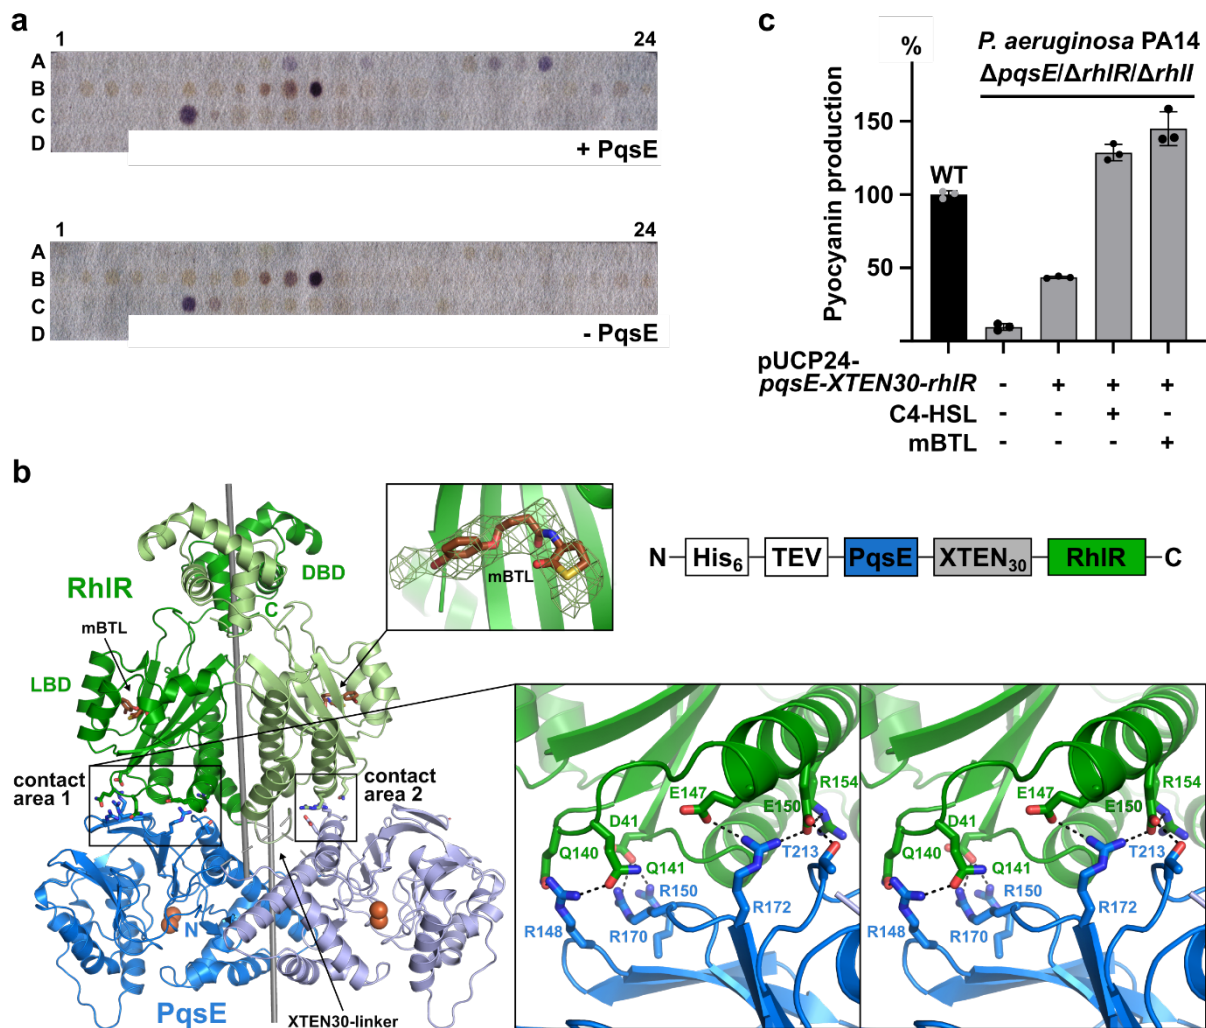 a
1 24
A
B
C
D
+ PqsE
1 24
A
B
C
D
- PqsE
c
%
P. aeruginosa PA14
ΔpqsE/ΔrhlR/ΔrhlI
Pyocyanin production
150
100
50
WT
pUCP24-
pqsE-XTEN30-rhlR - + + +
C4-HSL - - + -
mBTL - - - +
b
RhlR
DBD
C
mBTL
LBD
contact
area 1
contact
area 2
N
PqsE
XTEN30-linker
mBTL
N His6 TEV PqsE XTEN30 RhlR C
E147
R154
E150
D41
T213
Q140
Q141
R150
R172
R148
R170
E147
R154
E150
D41
T213
Q140
Q141
R150
R172
R148
R170